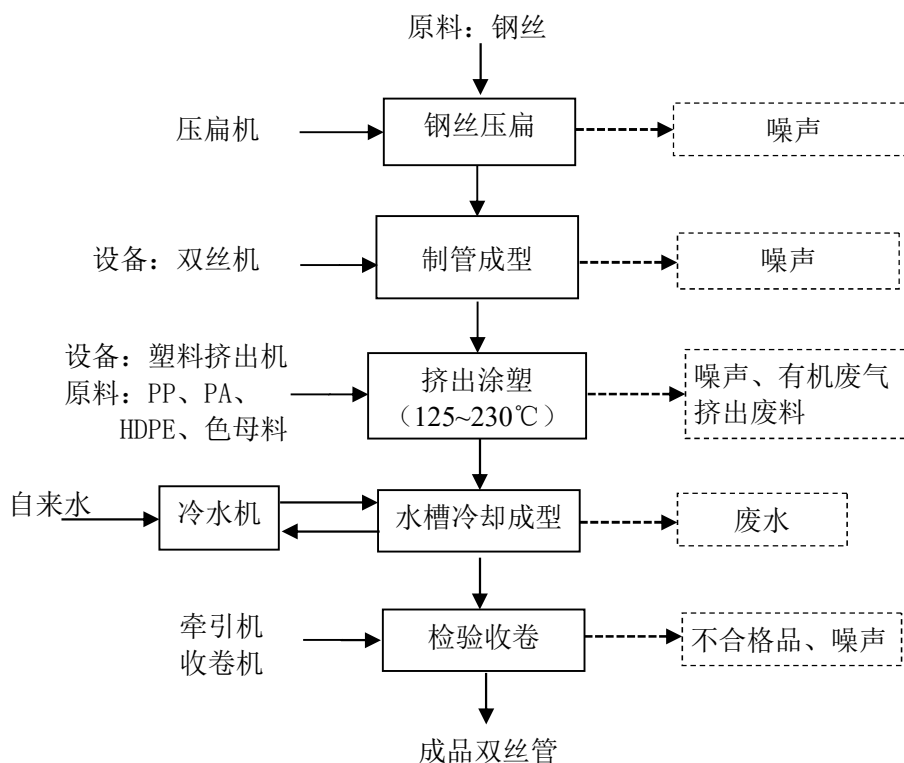 原料：钢丝
压扁机
钢丝压扁
噪声
设备：双丝机
制管成型
噪声
设备：塑料挤出机
原料：PP、PA、
HDPE、色母料
挤出涂塑
（125~230℃）
噪声、有机废气
挤出废料
自来水
冷水机
水槽冷却成型
废水
牵引机
收卷机
检验收卷
不合格品、噪声
成品双丝管